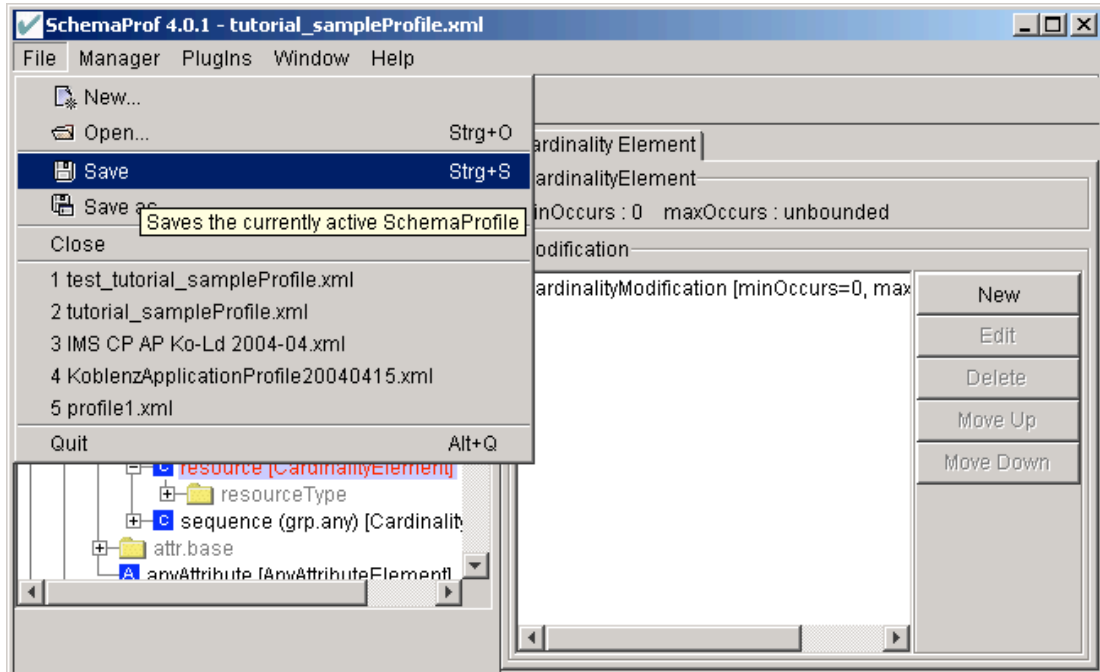 SchemaProf 4.0.1 - tutorial_sampleProfile.xml
File Manager PlugIns Window Help
New...
Open... Strg+O
Save Strg+S
Save as
Saves the currently active SchemaProfile
Close
1 test_tutorial_sampleProfile.xml
2 tutorial_sampleProfile.xml
3 IMS CP AP Ko-Ld 2004-04.xml
4 KoblenzApplicationProfile20040415.xml
5 profile1.xml
Quit Alt+Q
resource [CardinalityElement]
resourceType
C sequence (grp.any) [Cardinality
attr.base
A anyAttribute [AnyAttributeElement]
ardinality Element
ardinalityElement
inOccurs : 0 maxOccurs : unbounded
odification
ardinalityModification [minOccurs=0, max
New
Edit
Delete
Move Up
Move Down